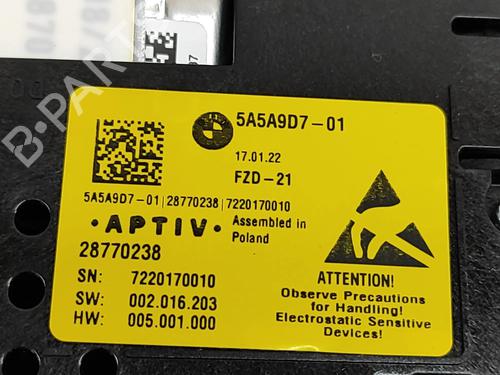 B-PARTS
5A5A9D7-01
17.01.22
FZD-21
5A5A9D7-01|28770238|7220170010
• APTIV •
Assembled in
Poland
28770238
SN: 7220170010
SW: 002.016.203
HW: 005.001.000
ATTENTION!
Observe Precautions
for Handling!
Electrostatic Sensitive
Devices!